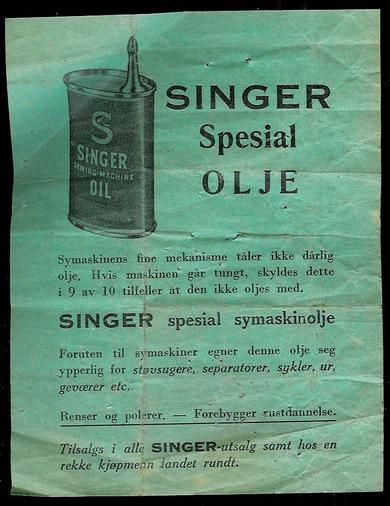 S
SINGER
SEWING MACHINE
OIL
SINGER
Spesial
OLJE
Symaskinens fine mekanisme tåler ikke dårlig
olje. Hvis maskinen går tungt, skyldes dette
i 9 av 10 tilfeller at den ikke oljes med.
SINGER spesial symaskinolje
Foruten til symaskiner egner denne olje seg
ypperlig for støvsugere, separatorer, sykler, ur,
geværer etc.
Renser og polerer. — Forebygger rustdannelse.
Tilsalgs i alle SINGER-utsalg samt hos en
rekke kjøpmenn landet rundt.